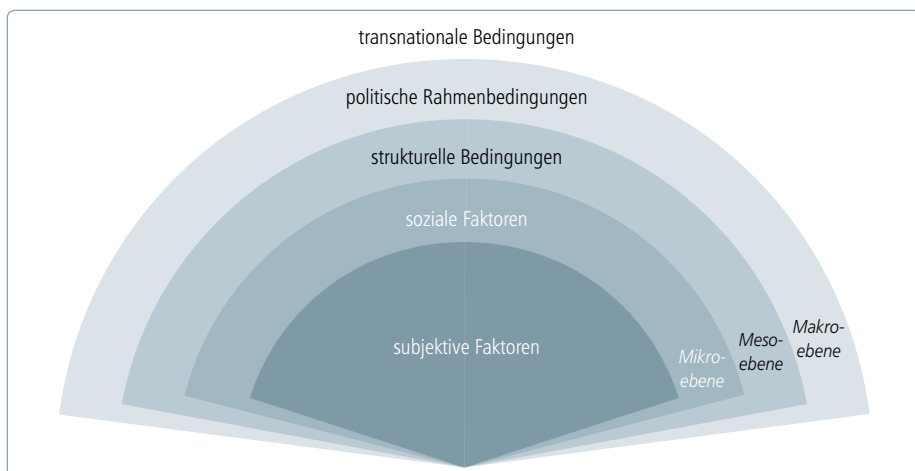 transnationale Bedingungen
politische Rahmenbedingungen
strukturelle Bedingungen
soziale Faktoren
subjektive Faktoren
Mikro-
ebene
Meso-
ebene
Makro-
ebene